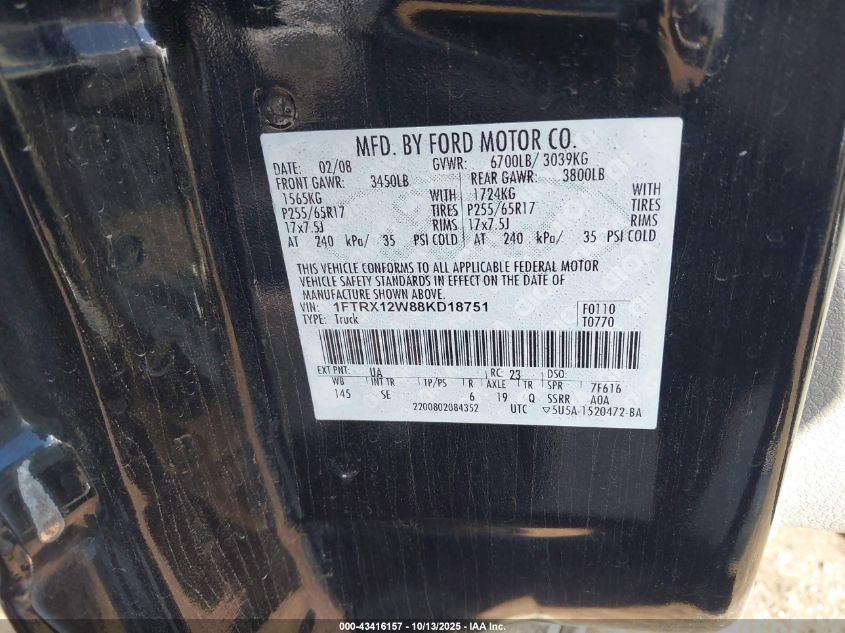 MFD. BY FORD MOTOR CO.
DATE: 02/08 GVWR: 6700LB/ 3039KG
FRONT GAWR: 3450LB REAR GAWR: 3800LB
1565KG WITH 1724KG WITH
P255/65R17 TIRES P255/65R17 TIRES
17x7.5J RIMS 17x7.5J RIMS
AT 240 kPa/ 35 PSI COLD AT 240 kPa/ 35 PSI COLD
THIS VEHICLE CONFORMS TO ALL APPLICABLE FEDERAL MOTOR
VEHICLE SAFETY STANDARDS IN EFFECT ON THE DATE OF
MANUFACTURE SHOWN ABOVE.
VIN: 1FTRX12W88KD18751 F0110
TYPE: Truck T0770
EXT PNT: UA RC: 23 DSO:
WB INT TR TP/PS R AXLE TR SPR 7F616
145 SE 6 19 Q SSRR A0A
2200802084352 UTC ▽5U5A-1520472-BA
000-43416157 - 10/13/2025 - IAA Inc.